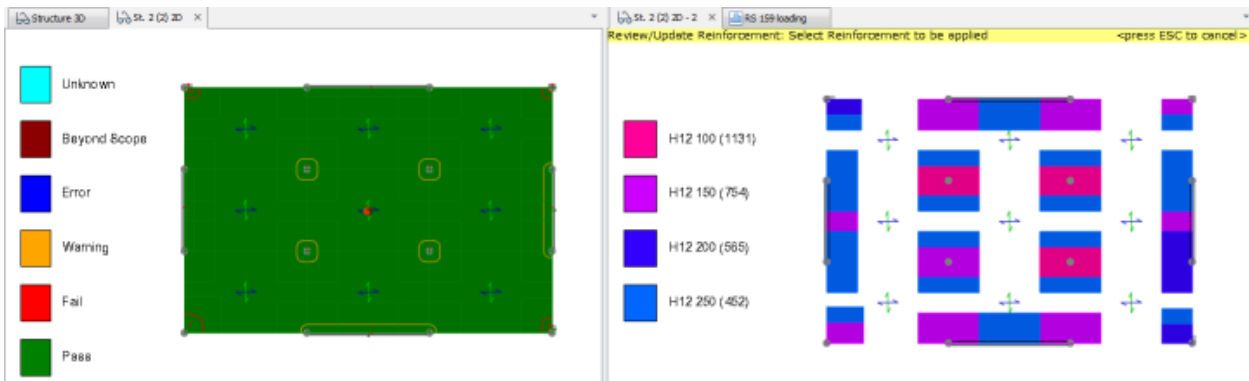 Structure 3D
St. 2 (2) 2D
St. 2 (2) 2D - 2
RS 159 loading
Review/Update Reinforcement: Select Reinforcement to be applied
<press ESC to cancel>
Unknown
Beyond Scope
Error
Warning
Fail
Pass
H12 100 (1131)
H12 150 (754)
H12 200 (565)
H12 250 (452)